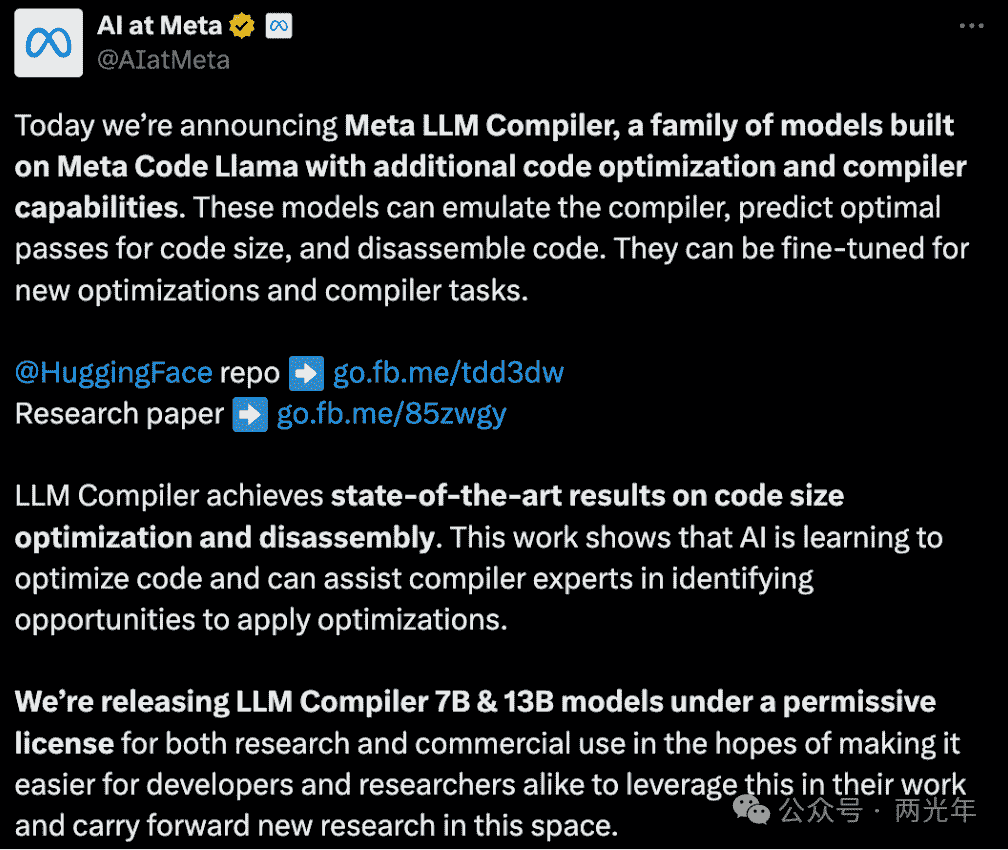 AI at Meta
@AIatMeta
Today we’re announcing Meta LLM Compiler, a family of models built
on Meta Code Llama with additional code optimization and compiler
capabilities. These models can emulate the compiler, predict optimal
passes for code size, and disassemble code. They can be fine-tuned for
new optimizations and compiler tasks.
@HuggingFace repo ➡️ go.fb.me/tdd3dw
Research paper ➡️ go.fb.me/85zwgy
LLM Compiler achieves state-of-the-art results on code size
optimization and disassembly. This work shows that AI is learning to
optimize code and can assist compiler experts in identifying
opportunities to apply optimizations.
We’re releasing LLM Compiler 7B & 13B models under a permissive
license for both research and commercial use in the hopes of making it
easier for developers and researchers alike to leverage this in their work
and carry forward new research in this space.
公众号 · 两光年